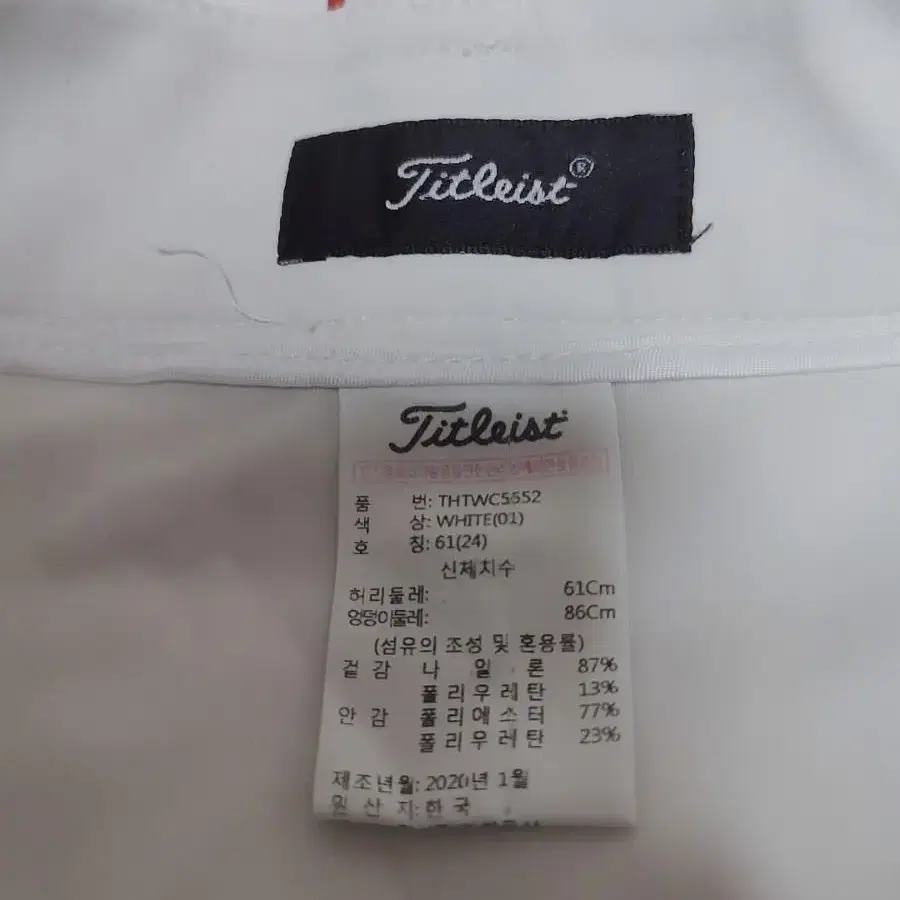 Titleist®
Titleist
품 번: THTWC5652
색 상: WHITE(01)
호 칭: 61(24)
신체치수
허리둘레: 61Cm
엉덩이둘레: 86Cm
(섬유의 조성 및 혼용률)
겉 감 나 일 론 87%
폴 리 우 레 탄 13%
안 감 폴 리 에 스 터 77%
폴 리 우 레 탄 23%
제조년월: 2020년 1월
원 산 지: 한 국